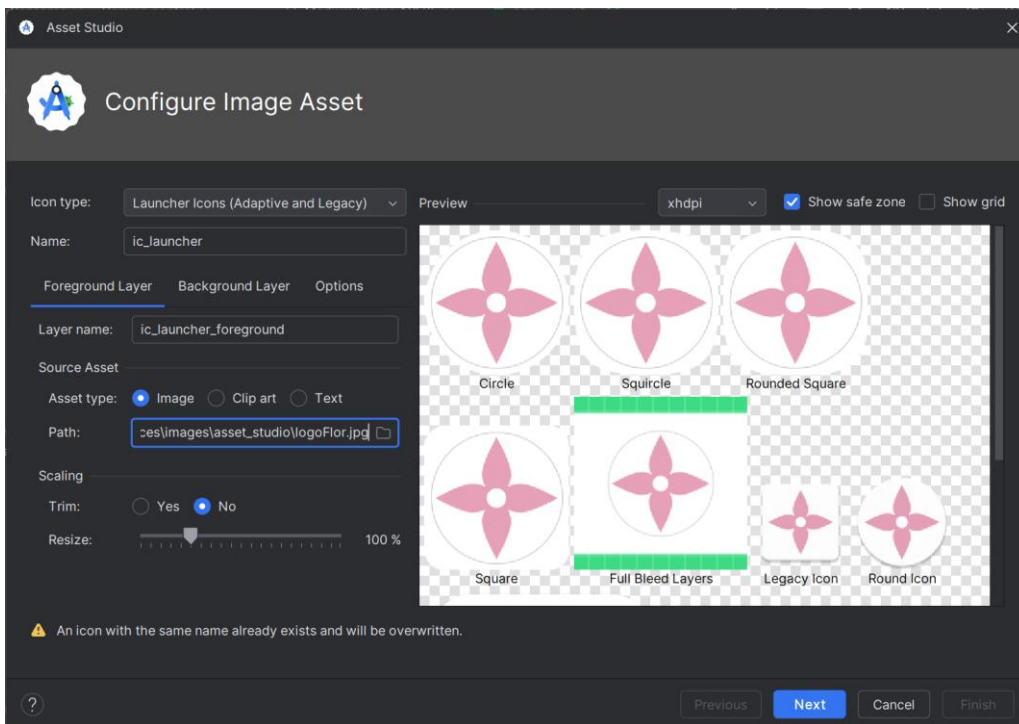 Asset Studio
Configure Image Asset
Icon type: Launcher Icons (Adaptive and Legacy)
Name: ic_launcher
Foreground Layer Background Layer Options
Layer name: ic_launcher_foreground
Source Asset
Asset type: Image Clip art Text
Path: ces\images\asset_studio\logoFlor.jpg
Scaling
Trim: Yes No
Resize: 100 %
Preview xhdpi Show safe zone Show grid
Circle Squircle Rounded Square
Square Full Bleed Layers Legacy Icon Round Icon
An icon with the same name already exists and will be overwritten.
? Previous Next Cancel Finish